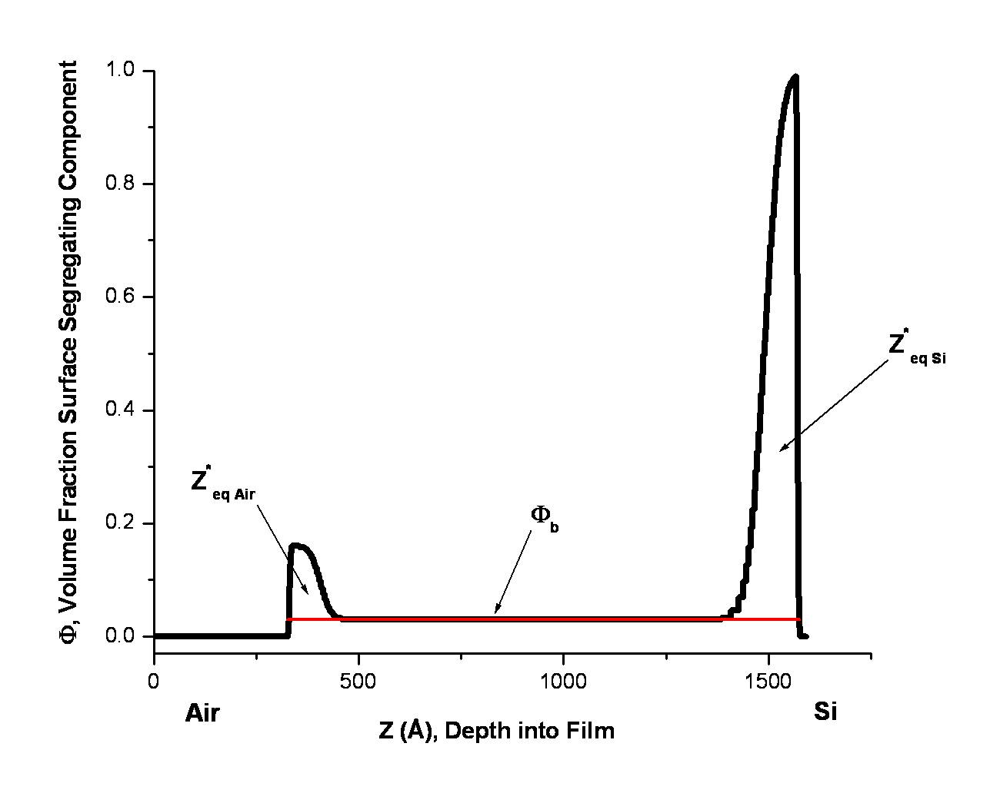 Φ, Volume Fraction Surface Segregating Component
1.0
0.8
0.6
0.4
0.2
0.0
Z*eq Si
Z*eq Air
Φb
0 500 1000 1500
Air Si
Z (Å), Depth into Film